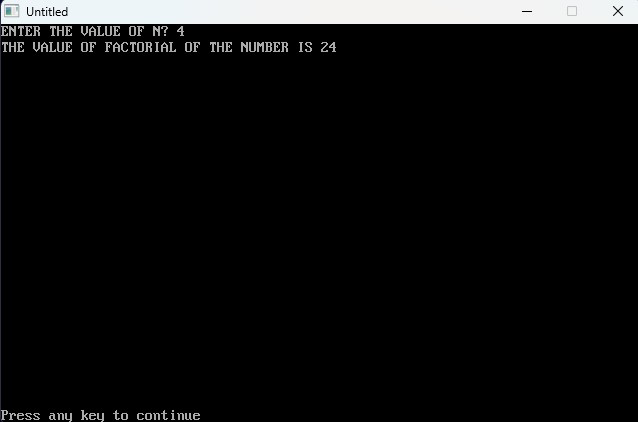 Untitled
ENTER THE VALUE OF N? 4
THE VALUE OF FACTORIAL OF THE NUMBER IS 24
Press any key to continue